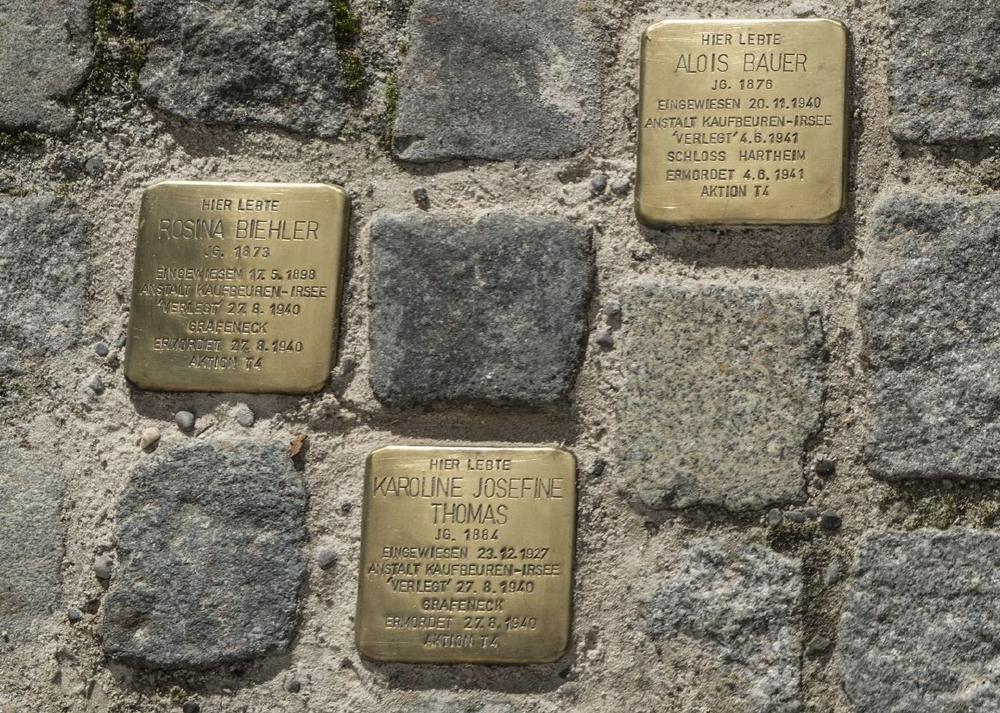 HIER LEBTE
ALOIS BAUER
JG. 1876
EINGEWIESEN 20.11.1940
ANSTALT KAUFBEUREN-IRSEE
'VERLEGT' 4.6.1941
SCHLOSS HARTHEIM
ERMORDET 4.6.1941
AKTION T4
HIER LEBTE
ROSINA BIEHLER
JG. 1873
EINGEWIESEN 17.5.1898
ANSTALT KAUFBEUREN-IRSEE
'VERLEGT' 27.8.1940
GRAFENECK
ERMORDET 27.8.1940
AKTION T4
HIER LEBTE
KAROLINE JOSEFINE
THOMAS
JG. 1884
EINGEWIESEN 23.12.1927
ANSTALT KAUFBEUREN-IRSEE
'VERLEGT' 27.8.1940
GRAFENECK
ERMORDET 27.8.1940
AKTION T4